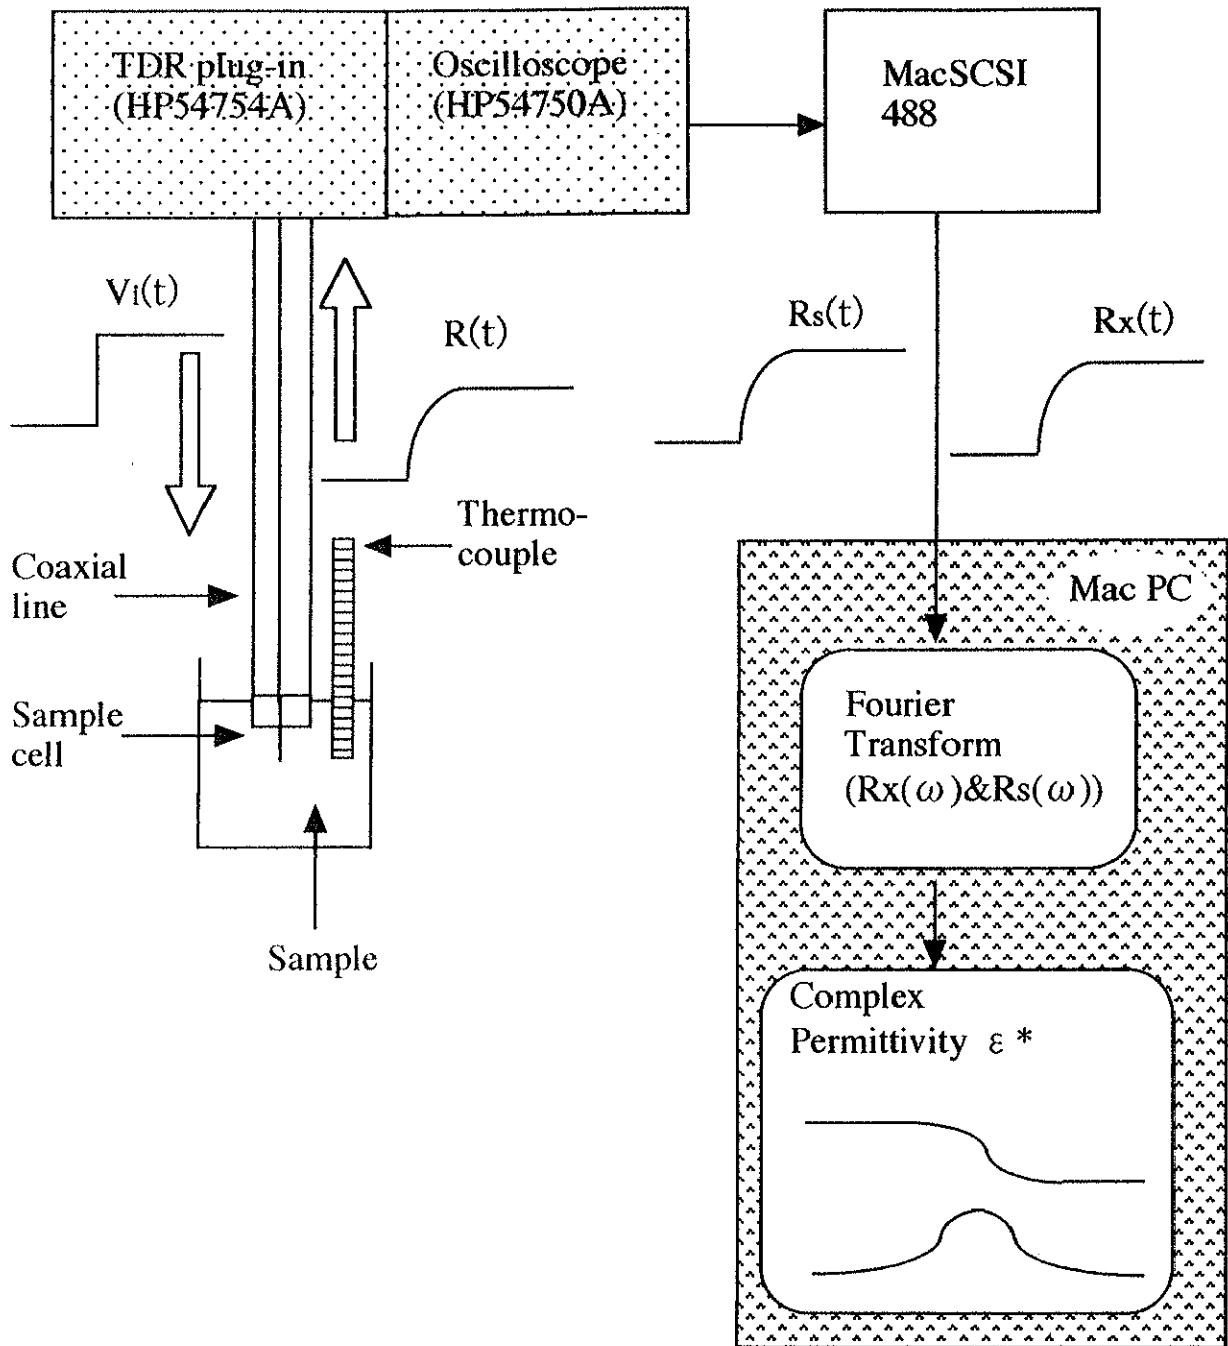 TDR plug-in
(HP54754A)
Oscilloscope
(HP54750A)
MacSCSI
488
Vi(t)
R(t)
Rs(t)
Rx(t)
Thermo-
couple
Coaxial
line
Mac PC
Sample
cell
Fourier
Transform
(Rx(ω)&Rs(ω))
Sample
Complex
Permittivity ε*